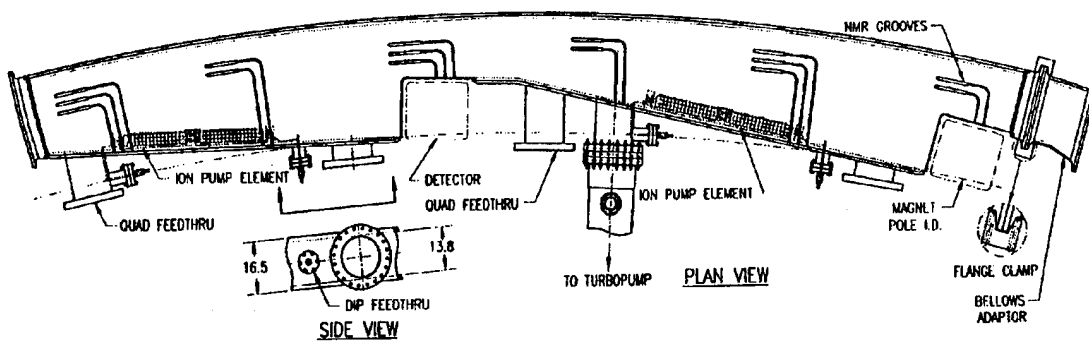 NMR GROOVES
ION PUMP ELEMENT
DETECTOR
QUAD FEEDTHRU
QUAD FEEDTHRU
ION PUMP ELEMENT
MAGNET
POLE I.D.
16.5
13.8
DIP FEEDTHRU
SIDE VIEW
TO TURBOPUMP
PLAN VIEW
FLANGE CLAMP
BELLOWS
ADAPTOR